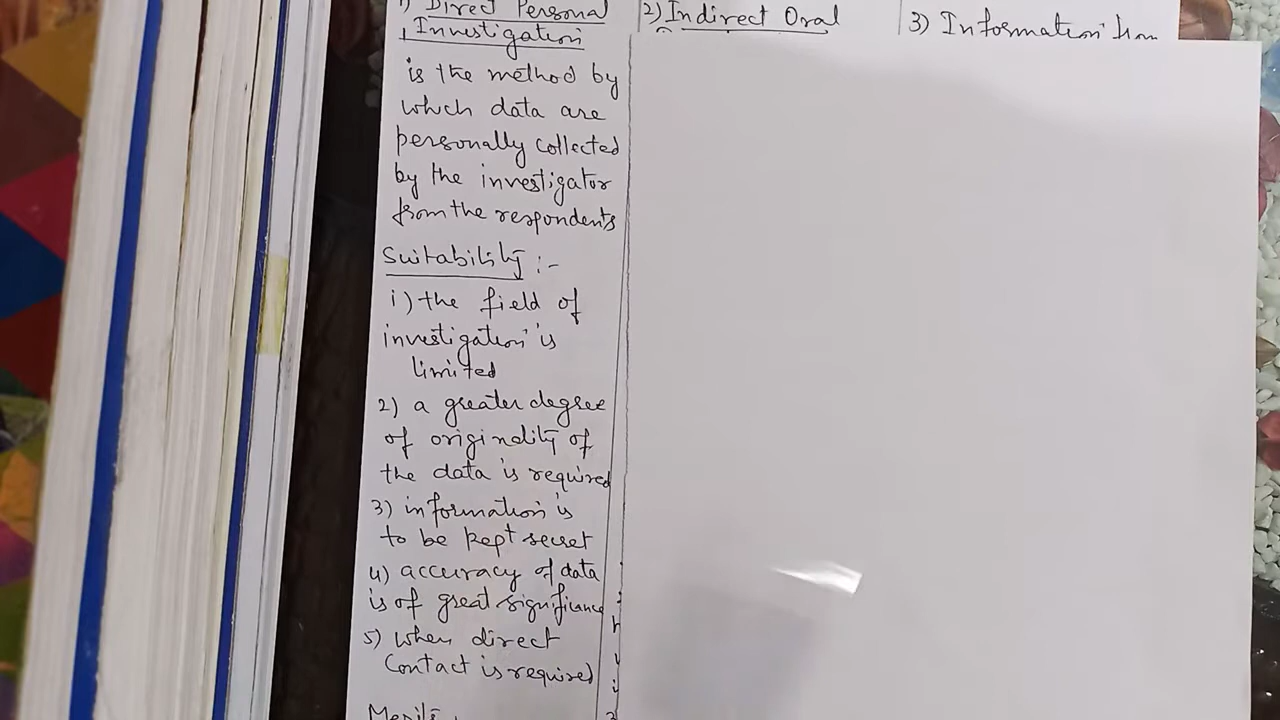 1) Direct Personal
Investigation
is the method by
which data are
personally collected
by the investigator
from the respondents
Suitability :-
i) the field of
investigation is
limited
2) a greater degree
of originality of
the data is required
3) information is
to be kept secret
4) accuracy of data
is of great significance
5) when direct
Contact is required
Merits
2) Indirect Oral
3) Information from